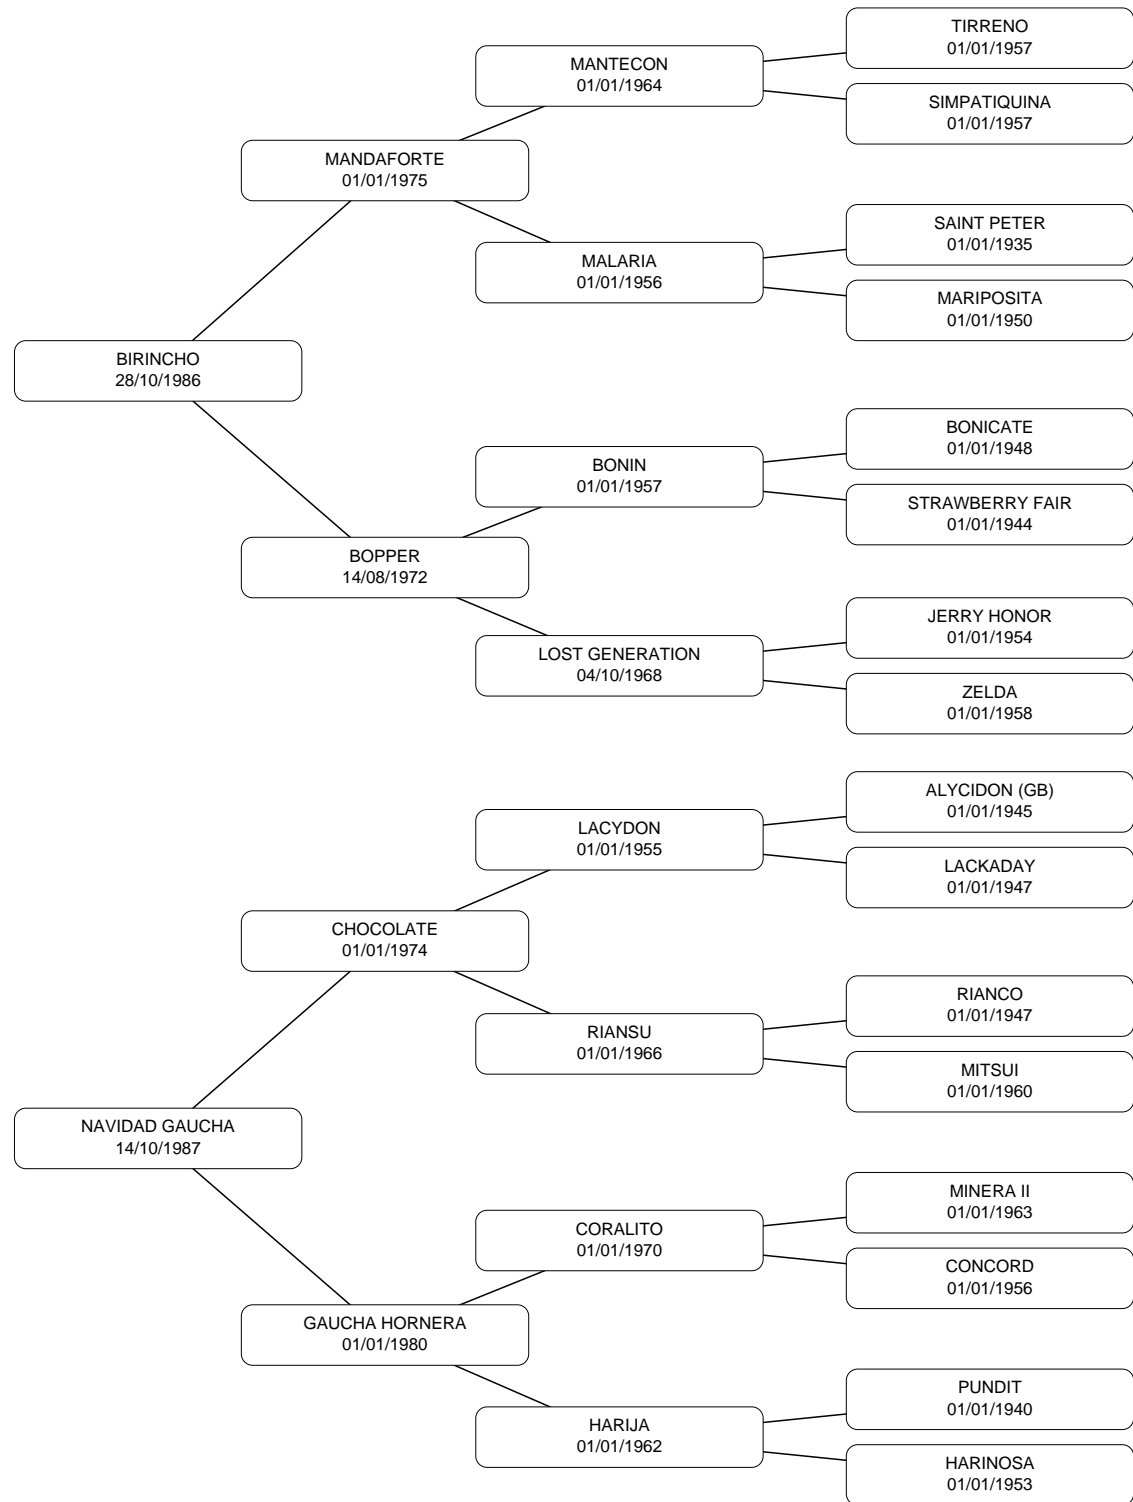 TIRRENO
01/01/1957
MANTECON
01/01/1964
SIMPATIQUINA
01/01/1957
MANDAFORTE
01/01/1975
SAINT PETER
01/01/1935
MALARIA
01/01/1956
MARIPOSITA
01/01/1950
BIRINCHO
28/10/1986
BONICATE
01/01/1948
BONIN
01/01/1957
STRAWBERRY FAIR
01/01/1944
BOPPER
14/08/1972
JERRY HONOR
01/01/1954
LOST GENERATION
04/10/1968
ZELDA
01/01/1958
ALYCIDON (GB)
01/01/1945
LACYDON
01/01/1955
LACKADAY
01/01/1947
CHOCOLATE
01/01/1974
RIANCO
01/01/1947
RIANSU
01/01/1966
MITSUI
01/01/1960
NAVIDAD GAUCHA
14/10/1987
MINERA II
01/01/1963
CORALITO
01/01/1970
CONCORD
01/01/1956
GAUCHA HORNERA
01/01/1980
PUNDIT
01/01/1940
HARIJA
01/01/1962
HARINOSA
01/01/1953